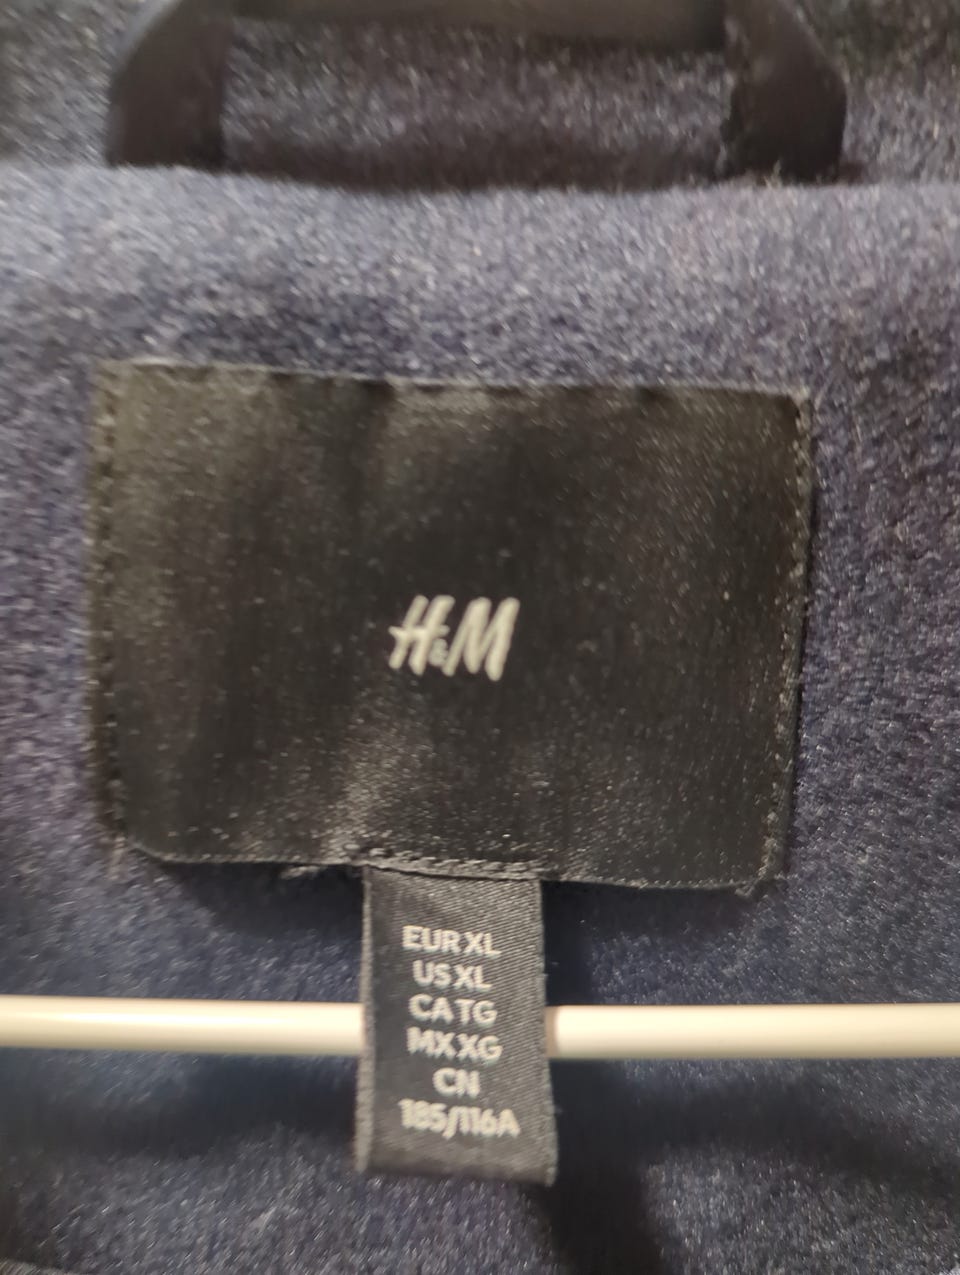 H&M
EUR XL
US XL
CA TG
MX XG
CN
185/116A